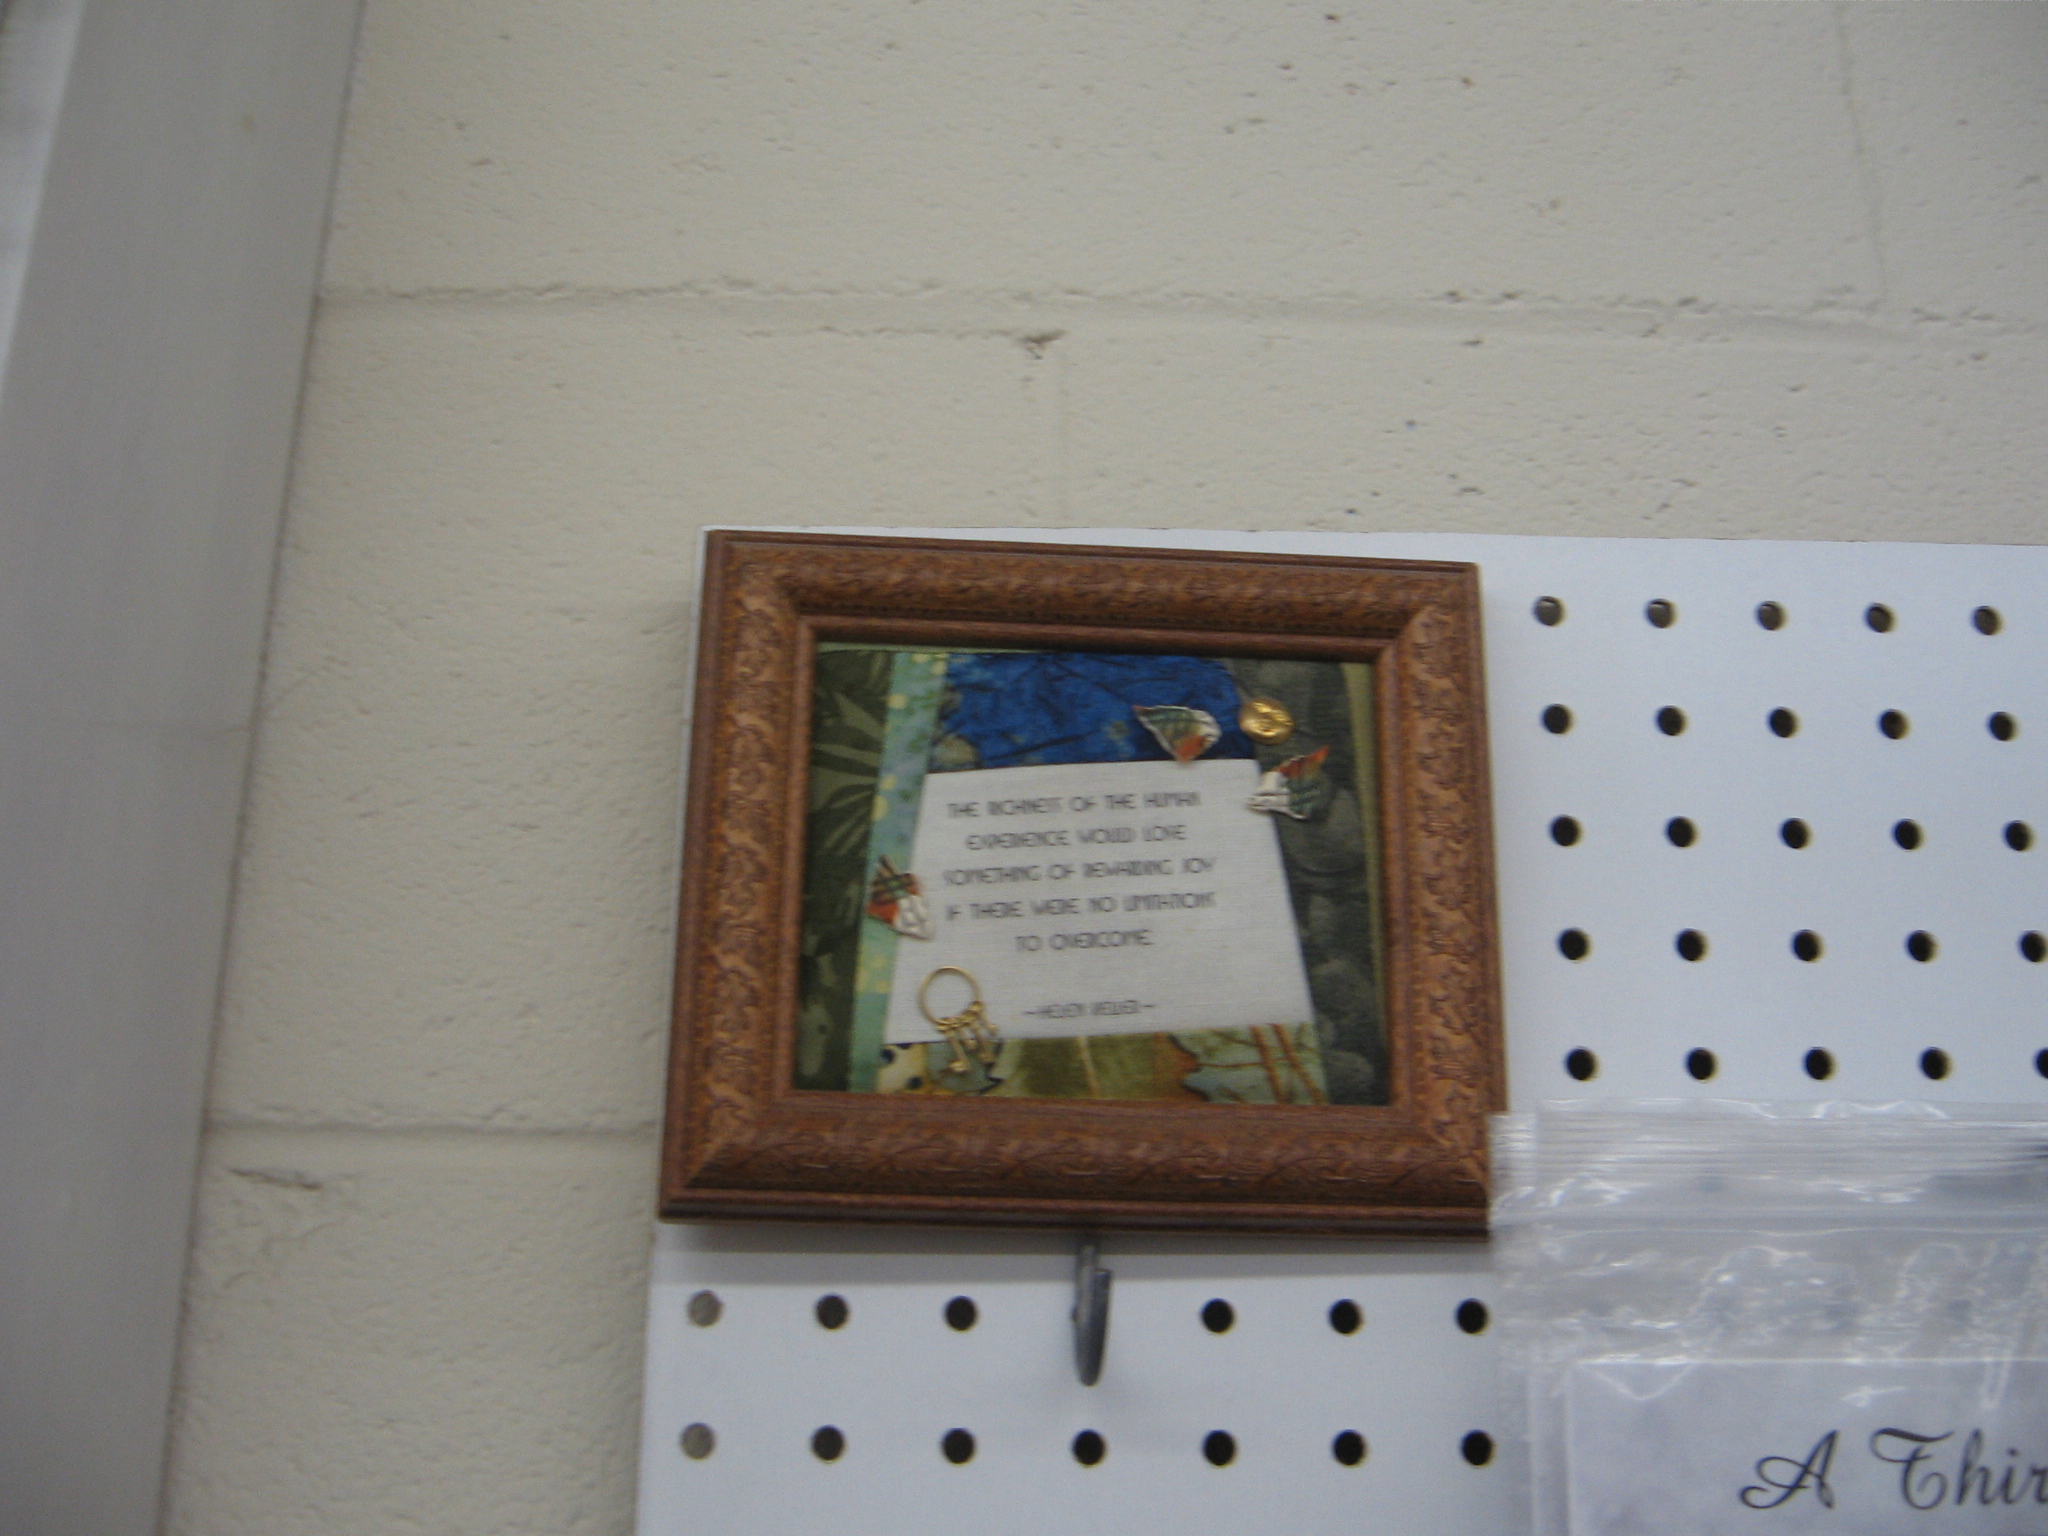 THE RICHNESS OF THE HUMAN
EXPERIENCE WOULD LOSE
SOMETHING OF REWARDING JOY
IF THERE WERE NO LIMITATIONS
TO OVERCOME.
~HELEN KELLER~
A Thir